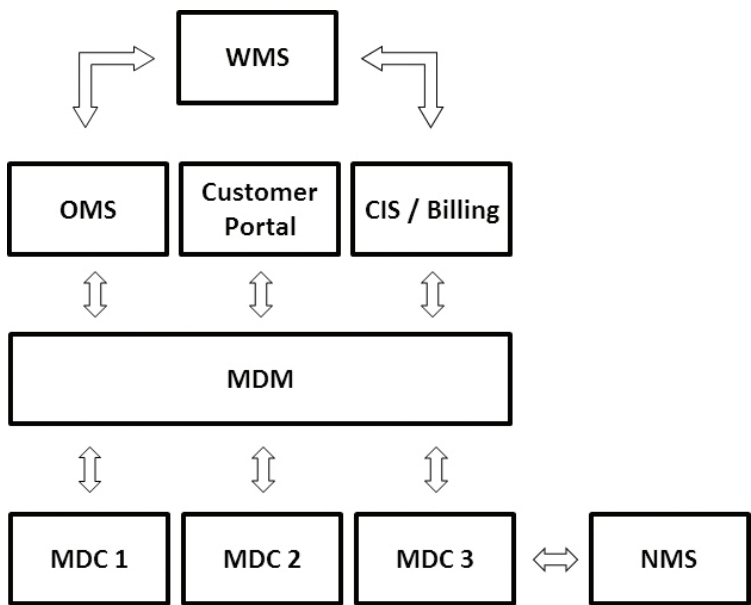 WMS
OMS
Customer
Portal
CIS / Billing
MDM
MDC 1
MDC 2
MDC 3
NMS